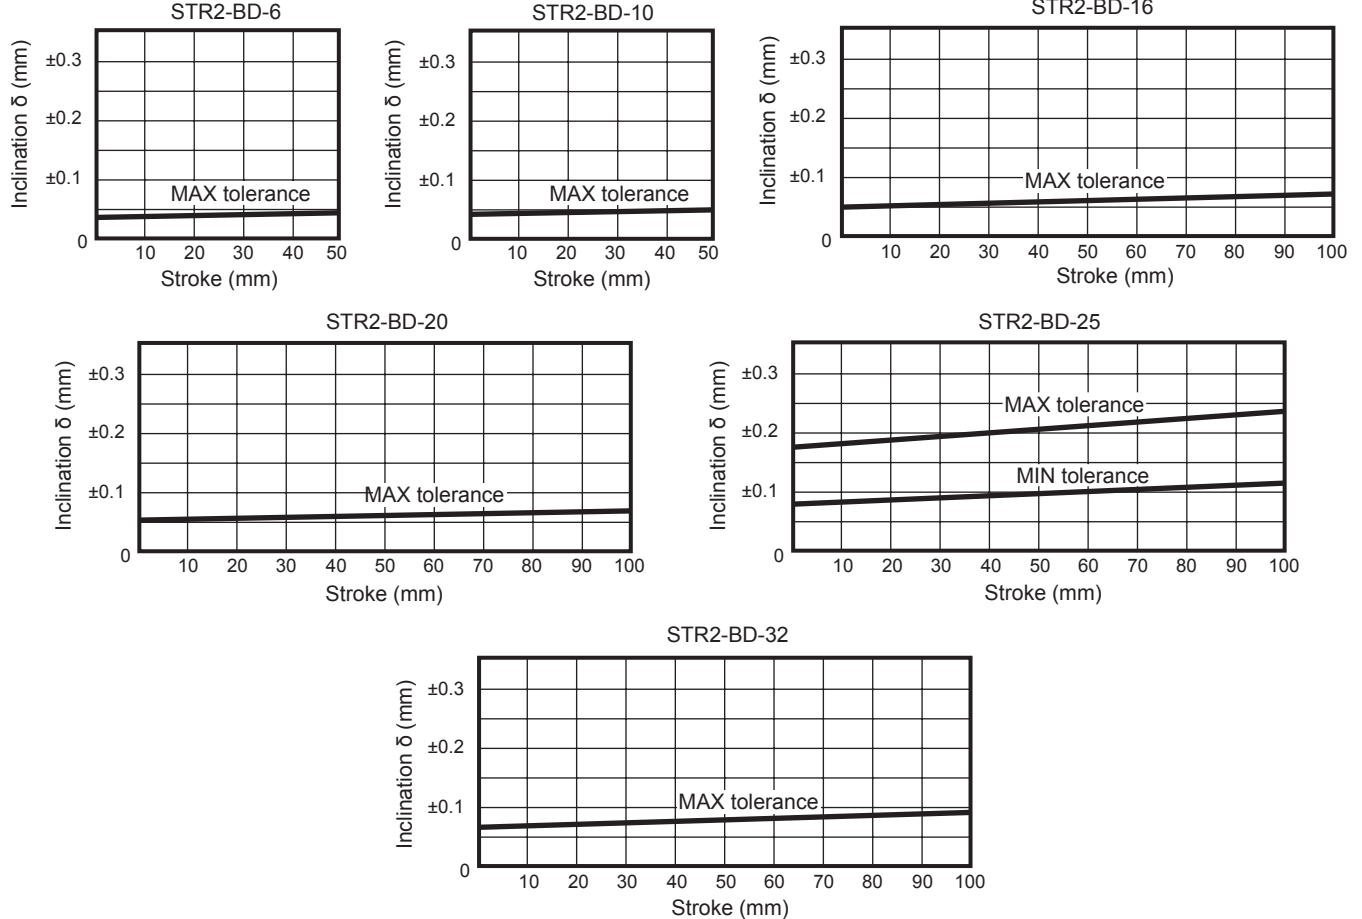 STR2-BD-6
Inclination δ (mm)
±0.3
±0.2
±0.1
0
MAX tolerance
10 20 30 40 50
Stroke (mm)
STR2-BD-10
Inclination δ (mm)
±0.3
±0.2
±0.1
0
MAX tolerance
10 20 30 40 50
Stroke (mm)
STR2-BD-16
Inclination δ (mm)
±0.3
±0.2
±0.1
0
MAX tolerance
10 20 30 40 50 60 70 80 90 100
Stroke (mm)
STR2-BD-20
Inclination δ (mm)
±0.3
±0.2
±0.1
0
MAX tolerance
10 20 30 40 50 60 70 80 90 100
Stroke (mm)
STR2-BD-25
Inclination δ (mm)
±0.3
±0.2
±0.1
0
MAX tolerance
MIN tolerance
10 20 30 40 50 60 70 80 90 100
Stroke (mm)
STR2-BD-32
Inclination δ (mm)
±0.3
±0.2
±0.1
0
MAX tolerance
10 20 30 40 50 60 70 80 90 100
Stroke (mm)